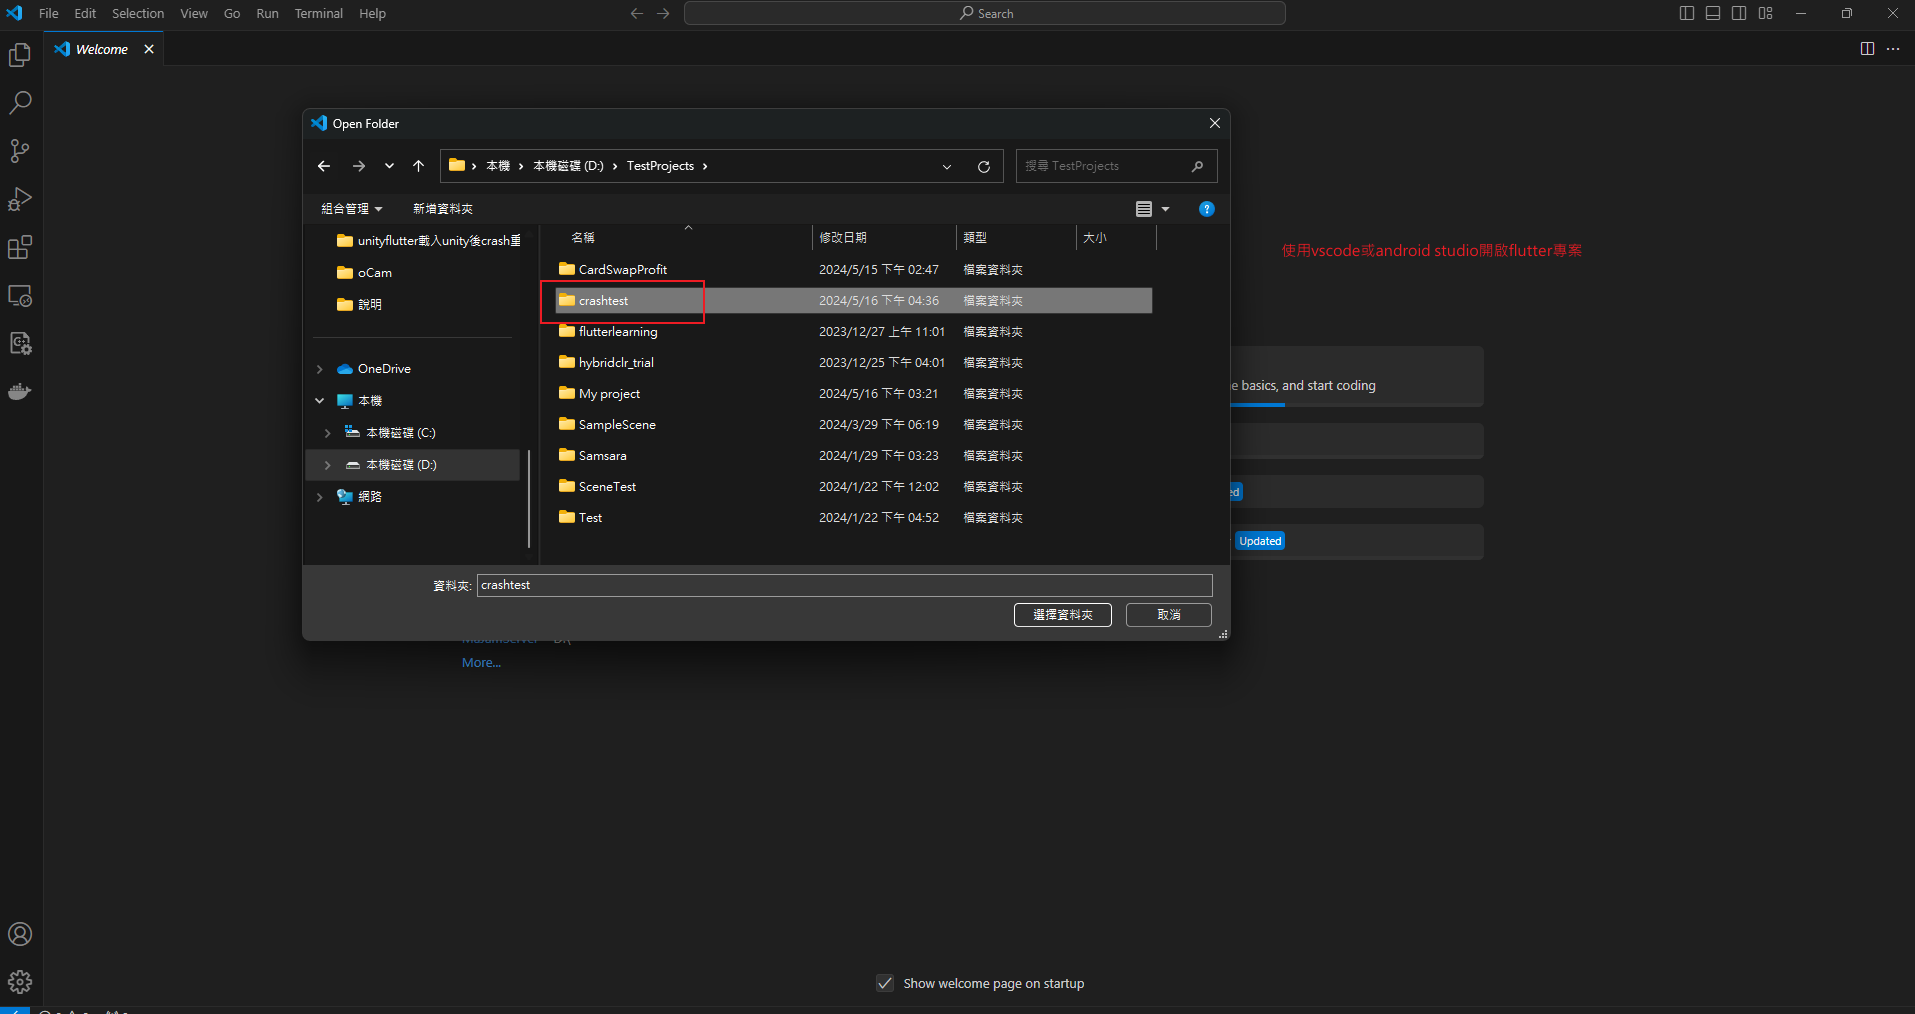 File Edit Selection View Go Run Terminal Help
Search
Welcome
Open Folder
本機 › 本機磁碟 (D:) › TestProjects ›
搜尋 TestProjects
組合管理
新增資料夾
unityflutter載入unity後crash重
oCam
說明
OneDrive
本機
本機磁碟 (C:)
本機磁碟 (D:)
網路
名稱 修改日期 類型 大小
CardSwapProfit 2024/5/15 下午 02:47 檔案資料夾
crashtest 2024/5/16 下午 04:36 檔案資料夾
flutterlearning 2023/12/27 上午 11:01 檔案資料夾
hybridclr_trial 2023/12/25 下午 04:01 檔案資料夾
My project 2024/5/16 下午 03:21 檔案資料夾
SampleScene 2024/3/29 下午 06:19 檔案資料夾
Samsara 2024/1/29 下午 03:23 檔案資料夾
SceneTest 2024/1/22 下午 12:02 檔案資料夾
Test 2024/1/22 下午 04:52 檔案資料夾
資料夾: crashtest
選擇資料夾 取消
使用vscode或android studio開啟flutter專案
basics, and start coding
Updated
More...
Show welcome page on startup